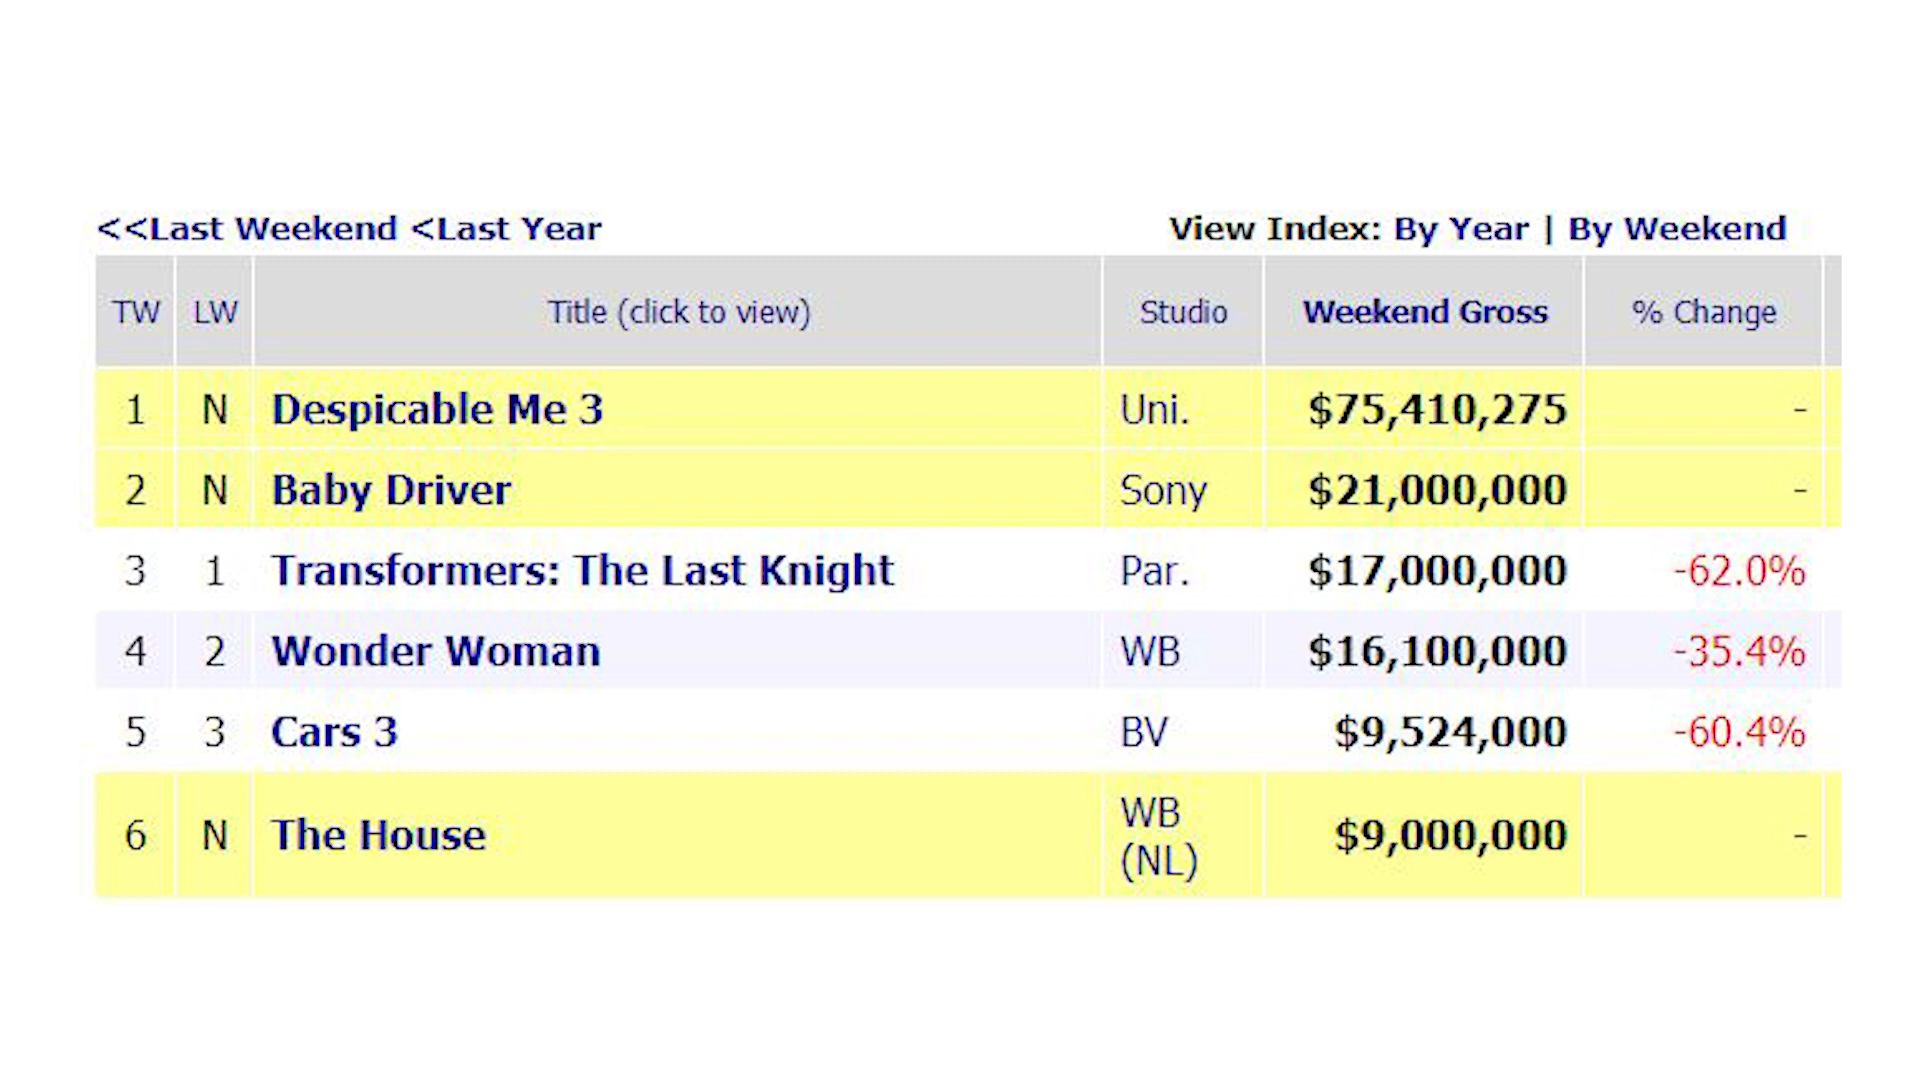 <<Last Weekend <Last Year View Index: By Year | By Weekend
TW LW Title (click to view) Studio Weekend Gross % Change
1 N Despicable Me 3 Uni. $75,410,275 -
2 N Baby Driver Sony $21,000,000 -
3 1 Transformers: The Last Knight Par. $17,000,000 -62.0%
4 2 Wonder Woman WB $16,100,000 -35.4%
5 3 Cars 3 BV $9,524,000 -60.4%
6 N The House WB (NL) $9,000,000 -